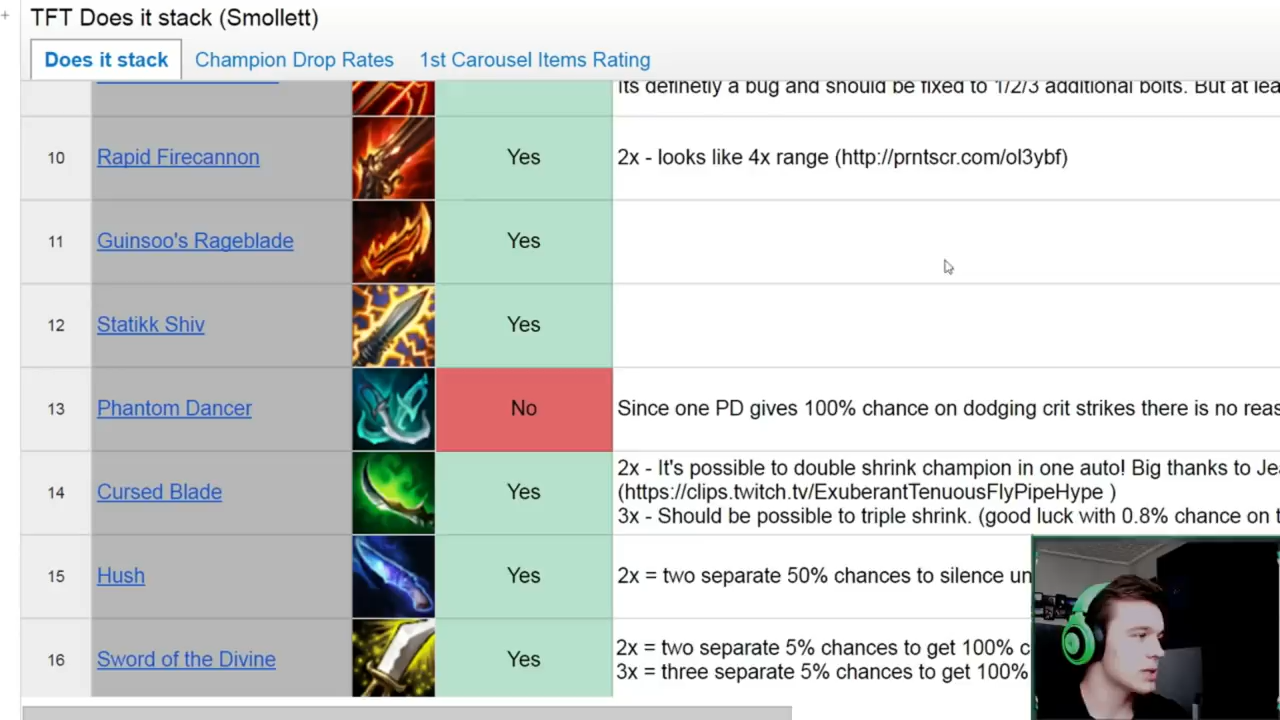 TFT Does it stack (Smollett)
Does it stack Champion Drop Rates 1st Carousel Items Rating
Its definetly a bug and should be fixed to 1/2/3 additional bolts. But at lea
10 Rapid Firecannon Yes 2x - looks like 4x range (http://prntscr.com/ol3ybf)
11 Guinsoo's Rageblade Yes
12 Statikk Shiv Yes
13 Phantom Dancer No Since one PD gives 100% chance on dodging crit strikes there is no reas
2x - It's possible to double shrink champion in one auto! Big thanks to Je
14 Cursed Blade Yes (https://clips.twitch.tv/ExuberantTenuousFlyPipeHype )
3x - Should be possible to triple shrink. (good luck with 0.8% chance on t
15 Hush Yes 2x = two separate 50% chances to silence un
2x = two separate 5% chances to get 100% c
16 Sword of the Divine Yes
3x = three separate 5% chances to get 100%